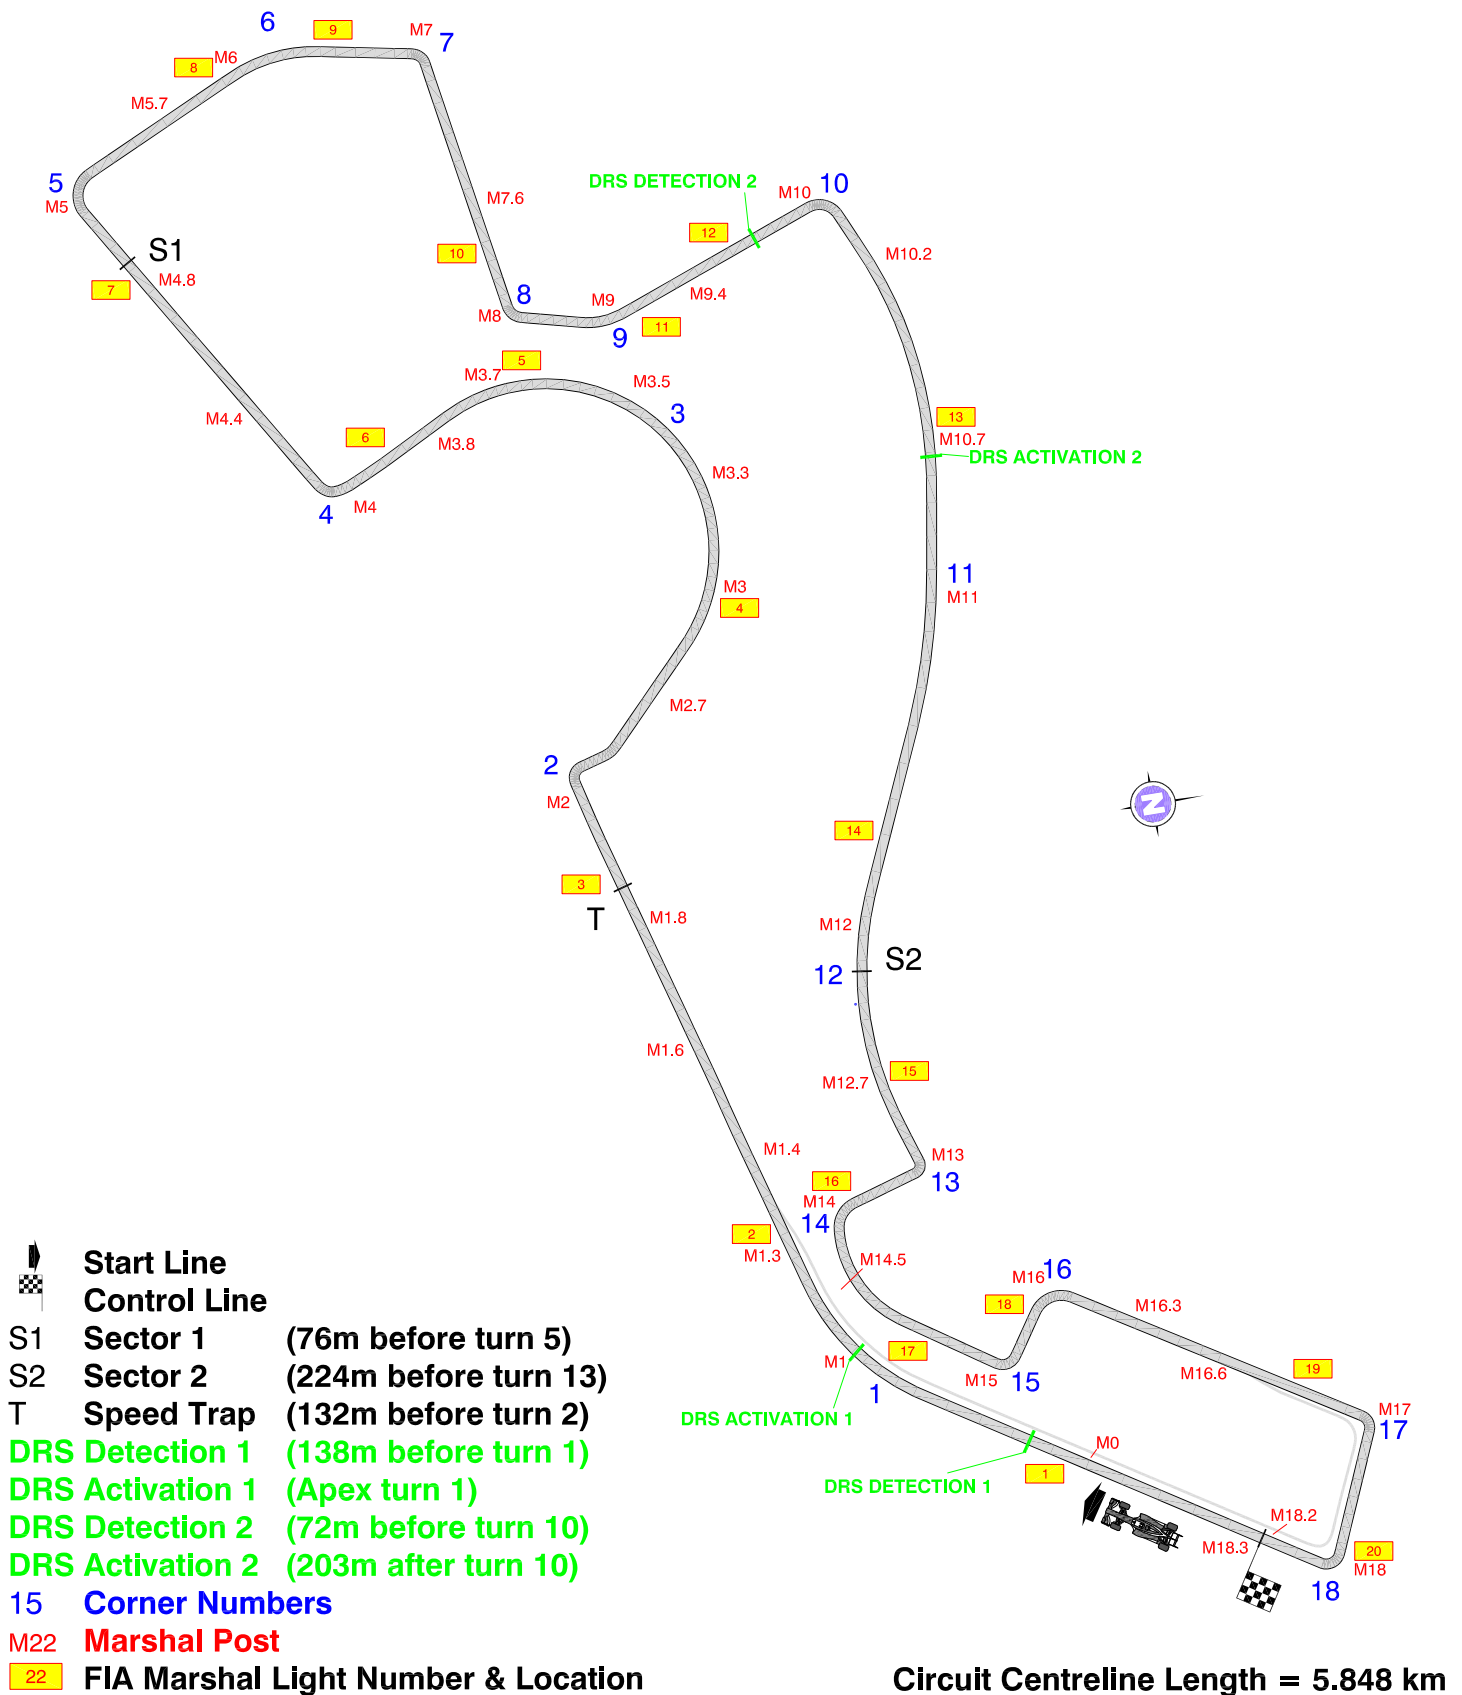 6
9
M7
7
M6
8
M5.7
5
M5
S1
M4.8
7
M7.6
10
8
M8
M9
9
11
DRS DETECTION 2
M10
10
12
M9.4
M10.2
13
M10.7
DRS ACTIVATION 2
5
M3.7
M3.5
3
M4.4
6
M3.8
4
M4
M3.3
M3
4
11
M11
M2.7
2
M2
N
14
3
T
M1.8
M12
12
S2
M1.6
M12.7
15
M1.4
M13
13
16
M14
14
2
M1.3
M14.5
M16
16
18
M16.3
M16.6
19
M17
17
M1
1
17
M15
15
DRS ACTIVATION 1
DRS DETECTION 1
M0
1
M18.2
M18.3
20
M18
18
Start Line
Control Line
S1 Sector 1 (76m before turn 5)
S2 Sector 2 (224m before turn 13)
T Speed Trap (132m before turn 2)
DRS Detection 1 (138m before turn 1)
DRS Activation 1 (Apex turn 1)
DRS Detection 2 (72m before turn 10)
DRS Activation 2 (203m after turn 10)
15 Corner Numbers
M22 Marshal Post
22 FIA Marshal Light Number & Location
Circuit Centreline Length = 5.848 km